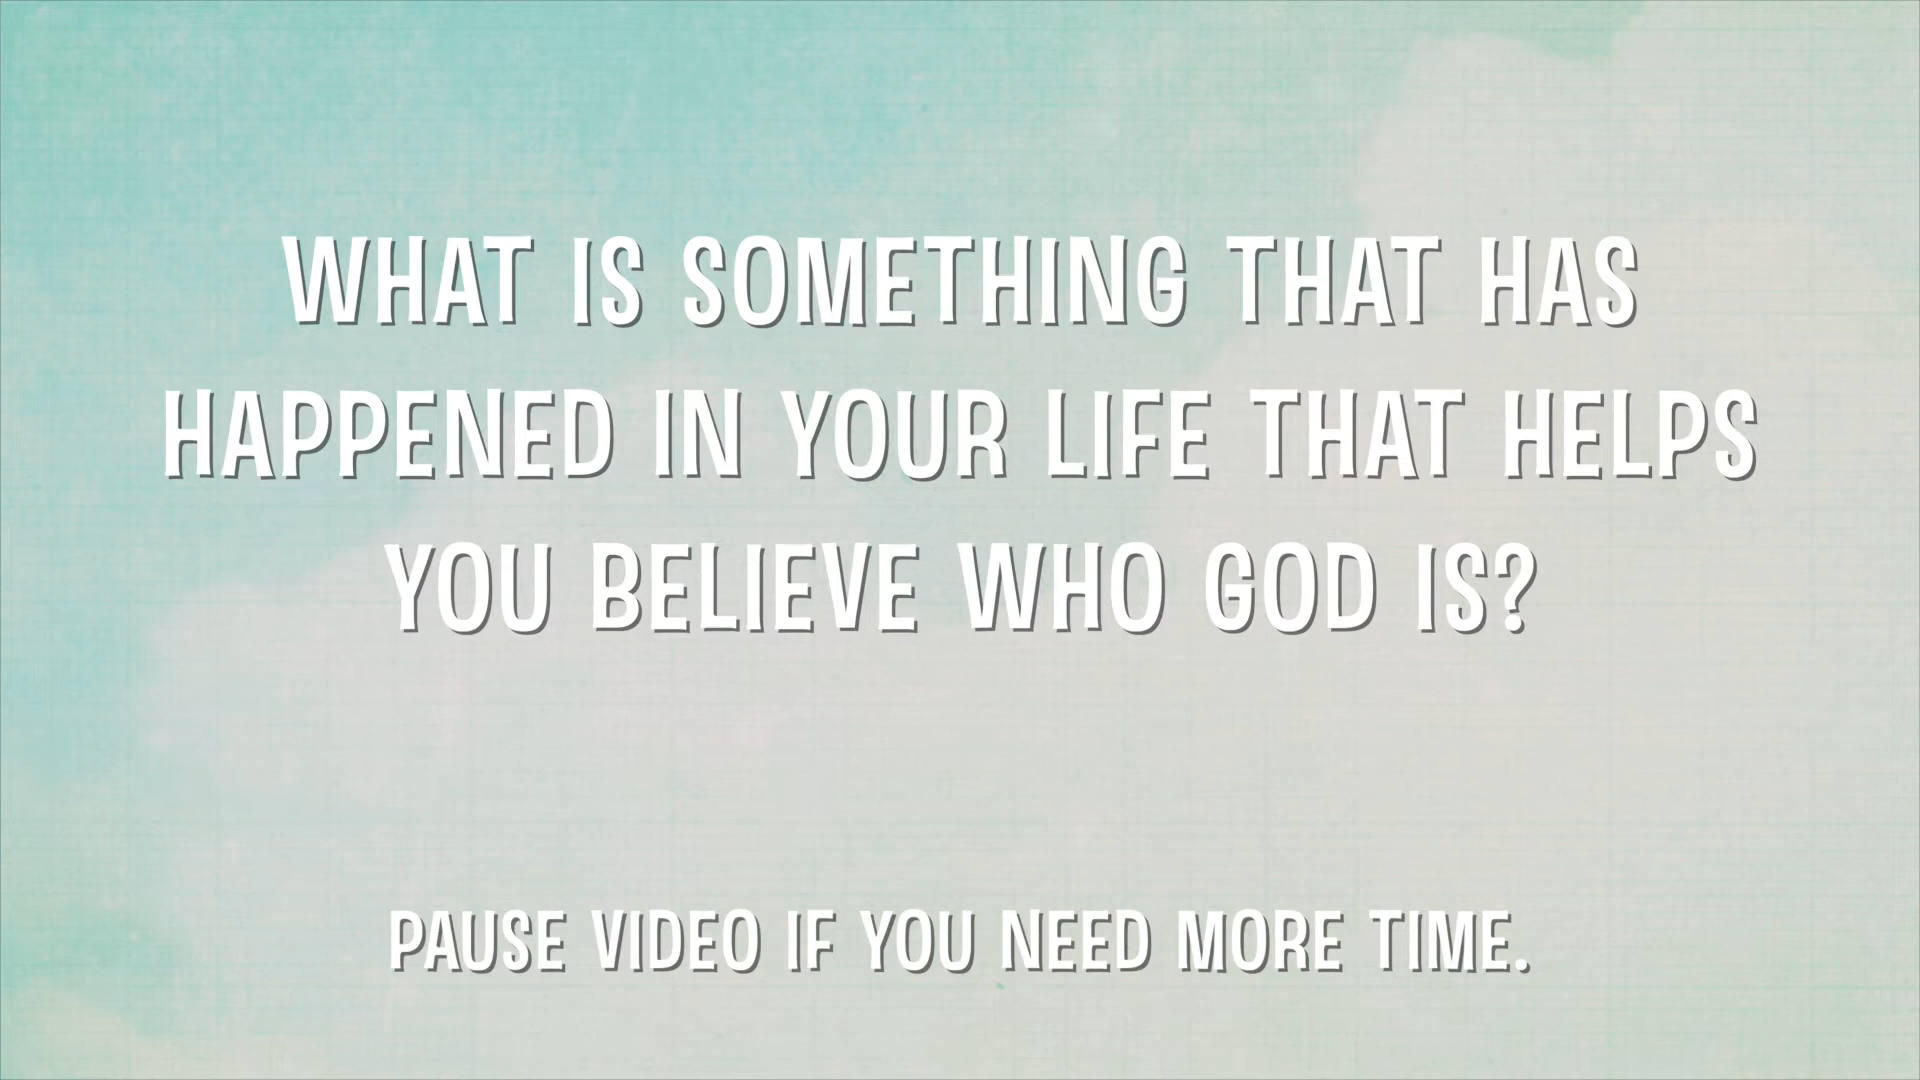 WHAT IS SOMETHING THAT HAS
HAPPENED IN YOUR LIFE THAT HELPS
YOU BELIEVE WHO GOD IS?
PAUSE VIDEO IF YOU NEED MORE TIME.